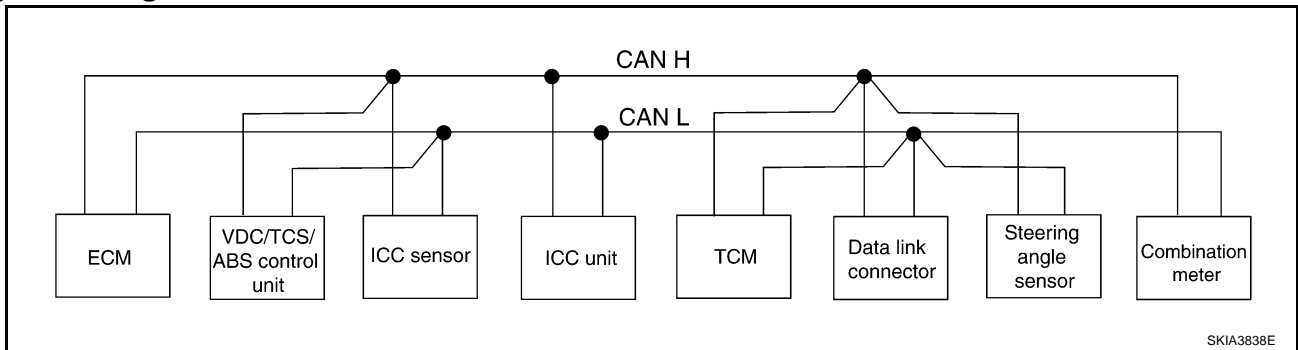 CAN H
CAN L
ECM
VDC/TCS/
ABS control
unit
ICC sensor
ICC unit
TCM
Data link
connector
Steering
angle
sensor
Combination
meter
SKIA3838E